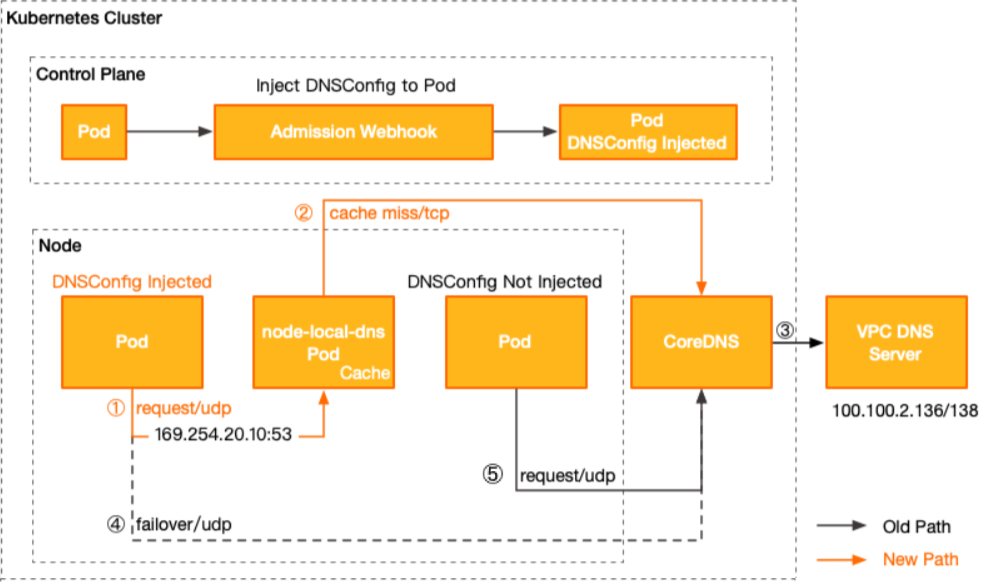 Kubernetes Cluster
Control Plane
Inject DNSConfig to Pod
Pod
Admission Webhook
Pod
DNSConfig Injected
② cache miss/tcp
Node
DNSConfig Injected
DNSConfig Not Injected
Pod
node-local-dns
Pod
Cache
Pod
CoreDNS
③
VPC DNS
Server
① request/udp
169.254.20.10:53
100.100.2.136/138
⑤ request/udp
④ failover/udp
Old Path
New Path